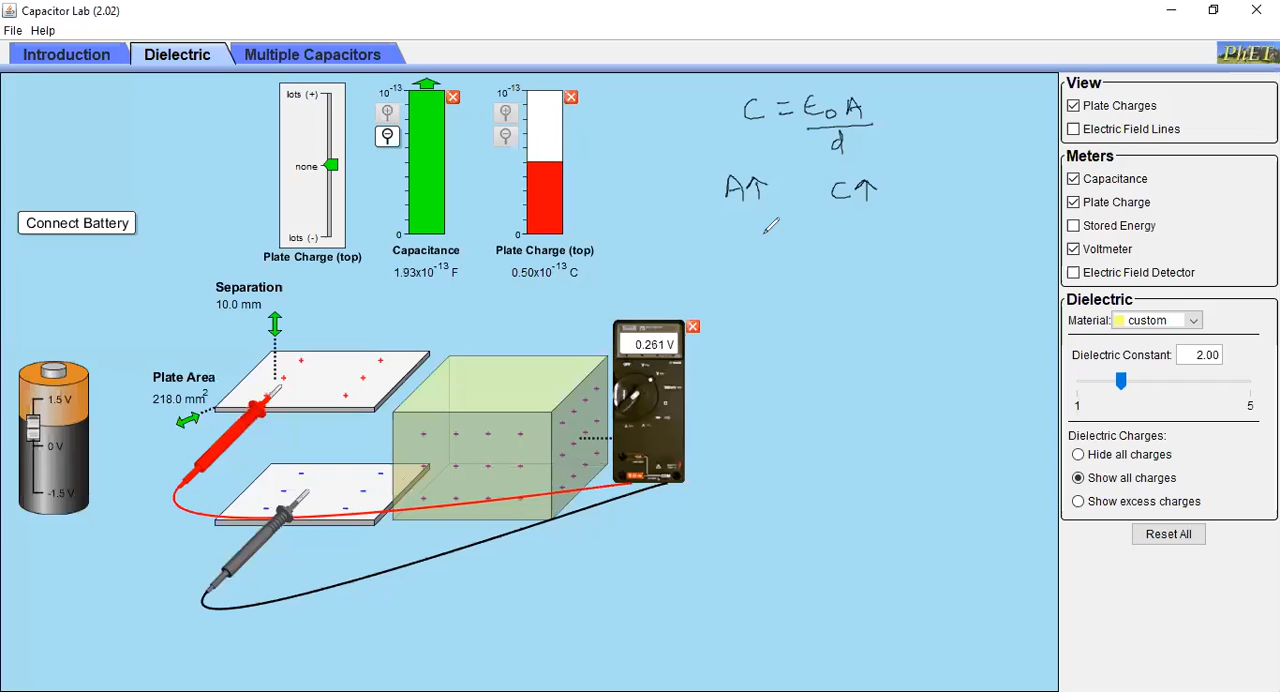 Capacitor Lab (2.02)
File Help
Introduction Dielectric Multiple Capacitors
PhET
lots (+)
none
lots (-)
Plate Charge (top)
10-13
0
Capacitance
1.93x10-13 F
10-13
0
Plate Charge (top)
0.50x10-13 C
C = ε0 A / d
A↑ C↑
Connect Battery
Separation
10.0 mm
Plate Area
218.0 mm2
1.5 V
0 V
-1.5 V
0.261 V
View
Plate Charges
Electric Field Lines
Meters
Capacitance
Plate Charge
Stored Energy
Voltmeter
Electric Field Detector
Dielectric
Material: custom
Dielectric Constant: 2.00
1 5
Dielectric Charges:
Hide all charges
Show all charges
Show excess charges
Reset All